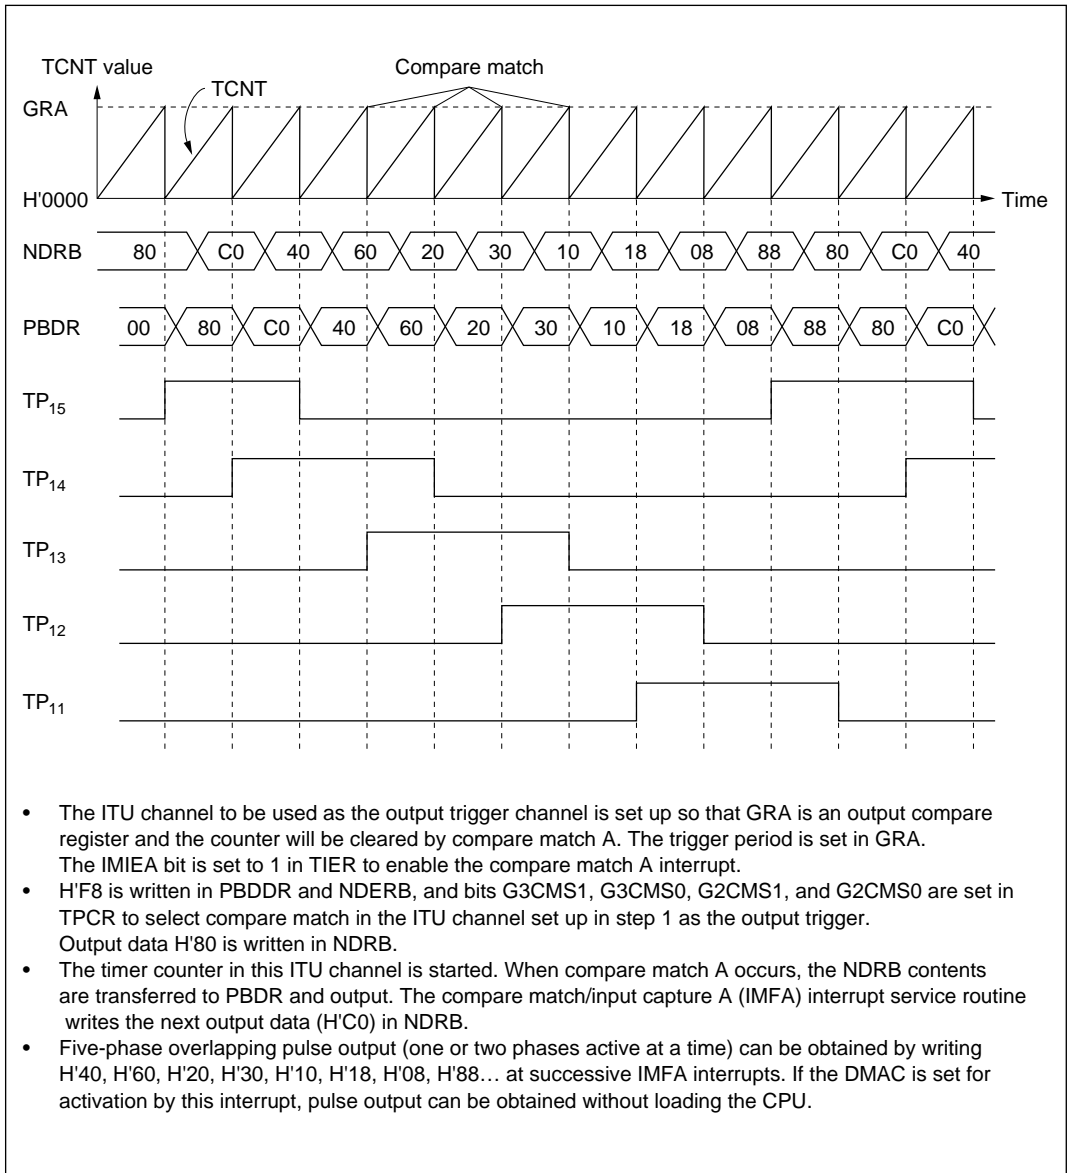 TCNT value
Compare match
TCNT
GRA
H'0000
Time
NDRB 80 C0 40 60 20 30 10 18 08 88 80 C0 40
PBDR 00 80 C0 40 60 20 30 10 18 08 88 80 C0
TP15
TP14
TP13
TP12
TP11
• The ITU channel to be used as the output trigger channel is set up so that GRA is an output compare
register and the counter will be cleared by compare match A. The trigger period is set in GRA.
The IMIEA bit is set to 1 in TIER to enable the compare match A interrupt.
• H'F8 is written in PBDDR and NDERB, and bits G3CMS1, G3CMS0, G2CMS1, and G2CMS0 are set in
TPCR to select compare match in the ITU channel set up in step 1 as the output trigger.
Output data H'80 is written in NDRB.
• The timer counter in this ITU channel is started. When compare match A occurs, the NDRB contents
are transferred to PBDR and output. The compare match/input capture A (IMFA) interrupt service routine
writes the next output data (H'C0) in NDRB.
• Five-phase overlapping pulse output (one or two phases active at a time) can be obtained by writing
H'40, H'60, H'20, H'30, H'10, H'18, H'08, H'88… at successive IMFA interrupts. If the DMAC is set for
activation by this interrupt, pulse output can be obtained without loading the CPU.